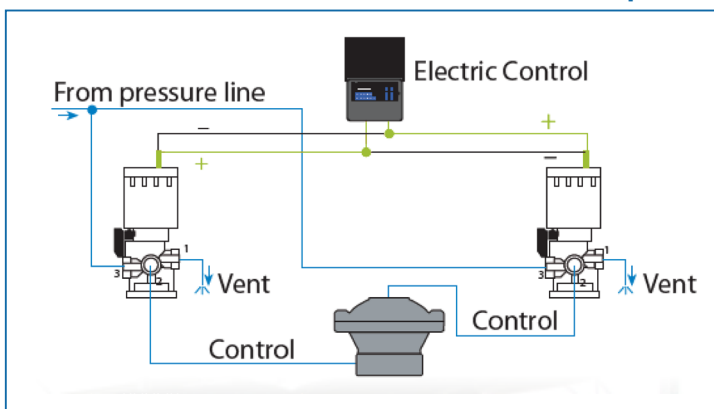 Electric Control
From pressure line
−
+
+
−
1
3
2
Vent
1
3
2
Vent
Control
Control